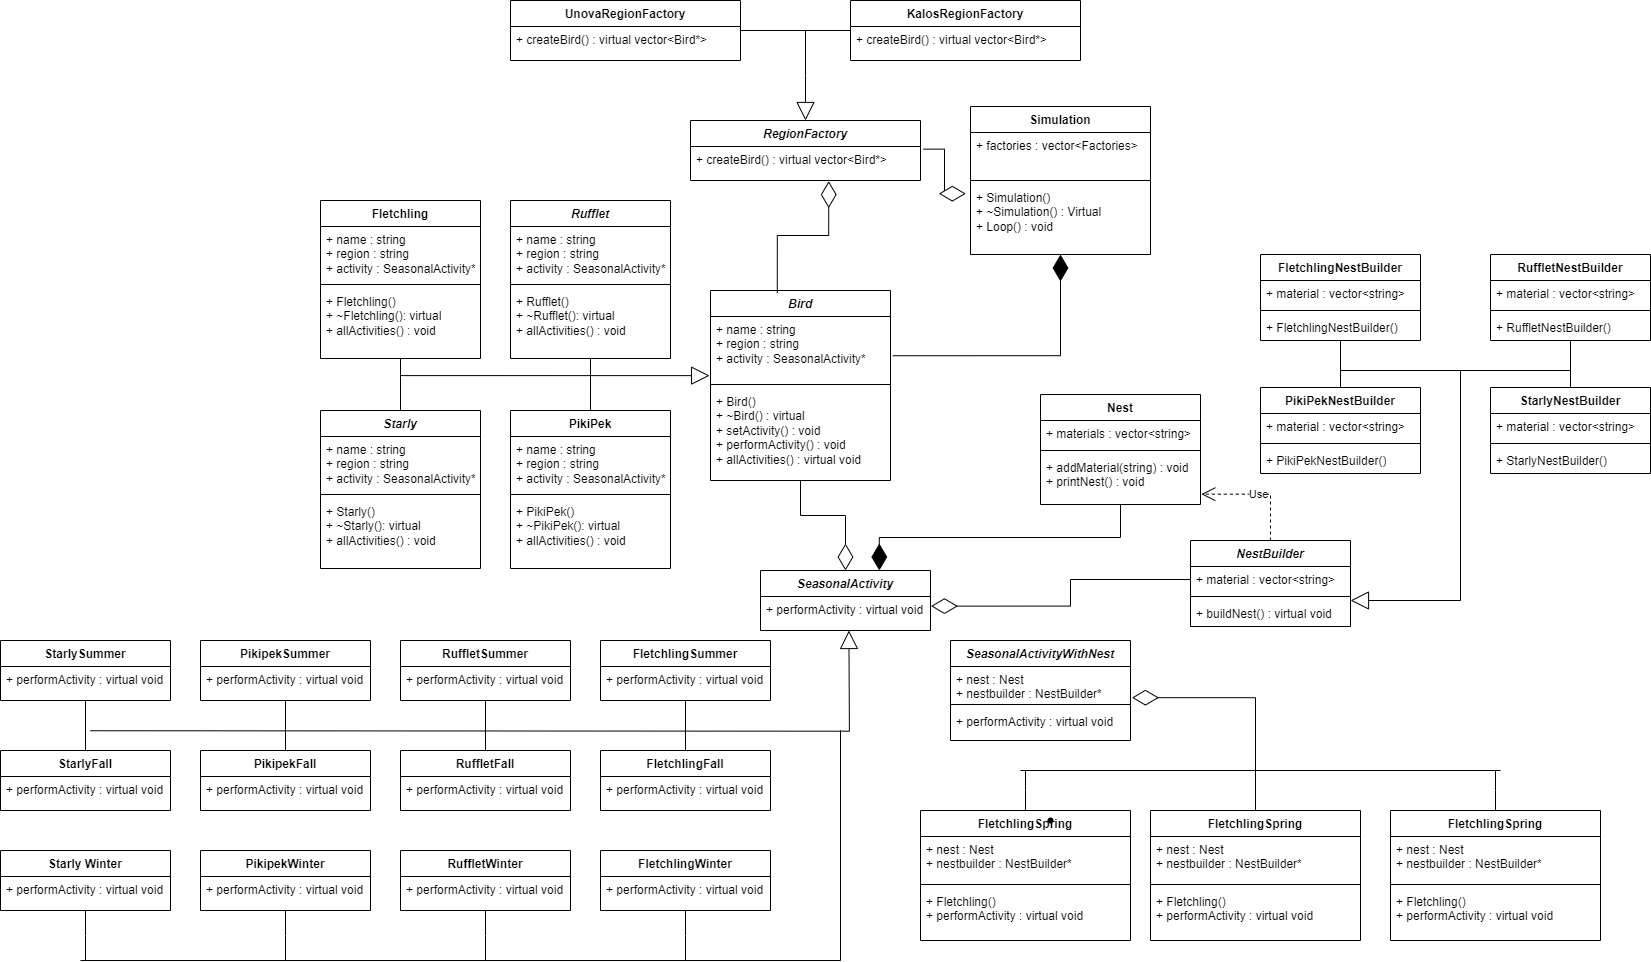 UnovaRegionFactory
+ createBird() : virtual vector<Bird*>
KalosRegionFactory
+ createBird() : virtual vector<Bird*>
RegionFactory
+ createBird() : virtual vector<Bird*>
Simulation
+ factories : vector<Factories>
+ Simulation()
+ ~Simulation() : Virtual
+ Loop() : void
Fletchling
+ name : string
+ region : string
+ activity : SeasonalActivity*
+ Fletchling()
+ ~Fletchling(): virtual
+ allActivities() : void
Rufflet
+ name : string
+ region : string
+ activity : SeasonalActivity*
+ Rufflet()
+ ~Rufflet(): virtual
+ allActivities() : void
Bird
+ name : string
+ region : string
+ activity : SeasonalActivity*
+ Bird()
+ ~Bird() : virtual
+ setActivity() : void
+ performActivity() : void
+ allActivities() : virtual void
FletchlingNestBuilder
+ material : vector<string>
+ FletchlingNestBuilder()
RuffletNestBuilder
+ material : vector<string>
+ RuffletNestBuilder()
Starly
+ name : string
+ region : string
+ activity : SeasonalActivity*
+ Starly()
+ ~Starly(): virtual
+ allActivities() : void
PikiPek
+ name : string
+ region : string
+ activity : SeasonalActivity*
+ PikiPek()
+ ~PikiPek(): virtual
+ allActivities() : void
Nest
+ materials : vector<string>
+ addMaterial(string) : void
+ printNest() : void
PikiPekNestBuilder
+ material : vector<string>
+ PikiPekNestBuilder()
StarlyNestBuilder
+ material : vector<string>
+ StarlyNestBuilder()
Use
NestBuilder
+ material : vector<string>
+ buildNest() : virtual void
SeasonalActivity
+ performActivity : virtual void
StarlySummer
+ performActivity : virtual void
PikipekSummer
+ performActivity : virtual void
RuffletSummer
+ performActivity : virtual void
FletchlingSummer
+ performActivity : virtual void
SeasonalActivityWithNest
+ nest : Nest
+ nestbuilder : NestBuilder*
+ performActivity : virtual void
StarlyFall
+ performActivity : virtual void
PikipekFall
+ performActivity : virtual void
RuffletFall
+ performActivity : virtual void
FletchlingFall
+ performActivity : virtual void
Starly Winter
+ performActivity : virtual void
PikipekWinter
+ performActivity : virtual void
RuffletWinter
+ performActivity : virtual void
FletchlingWinter
+ performActivity : virtual void
FletchlingSpring
+ nest : Nest
+ nestbuilder : NestBuilder*
+ Fletchling()
+ performActivity : virtual void
FletchlingSpring
+ nest : Nest
+ nestbuilder : NestBuilder*
+ Fletchling()
+ performActivity : virtual void
FletchlingSpring
+ nest : Nest
+ nestbuilder : NestBuilder*
+ Fletchling()
+ performActivity : virtual void